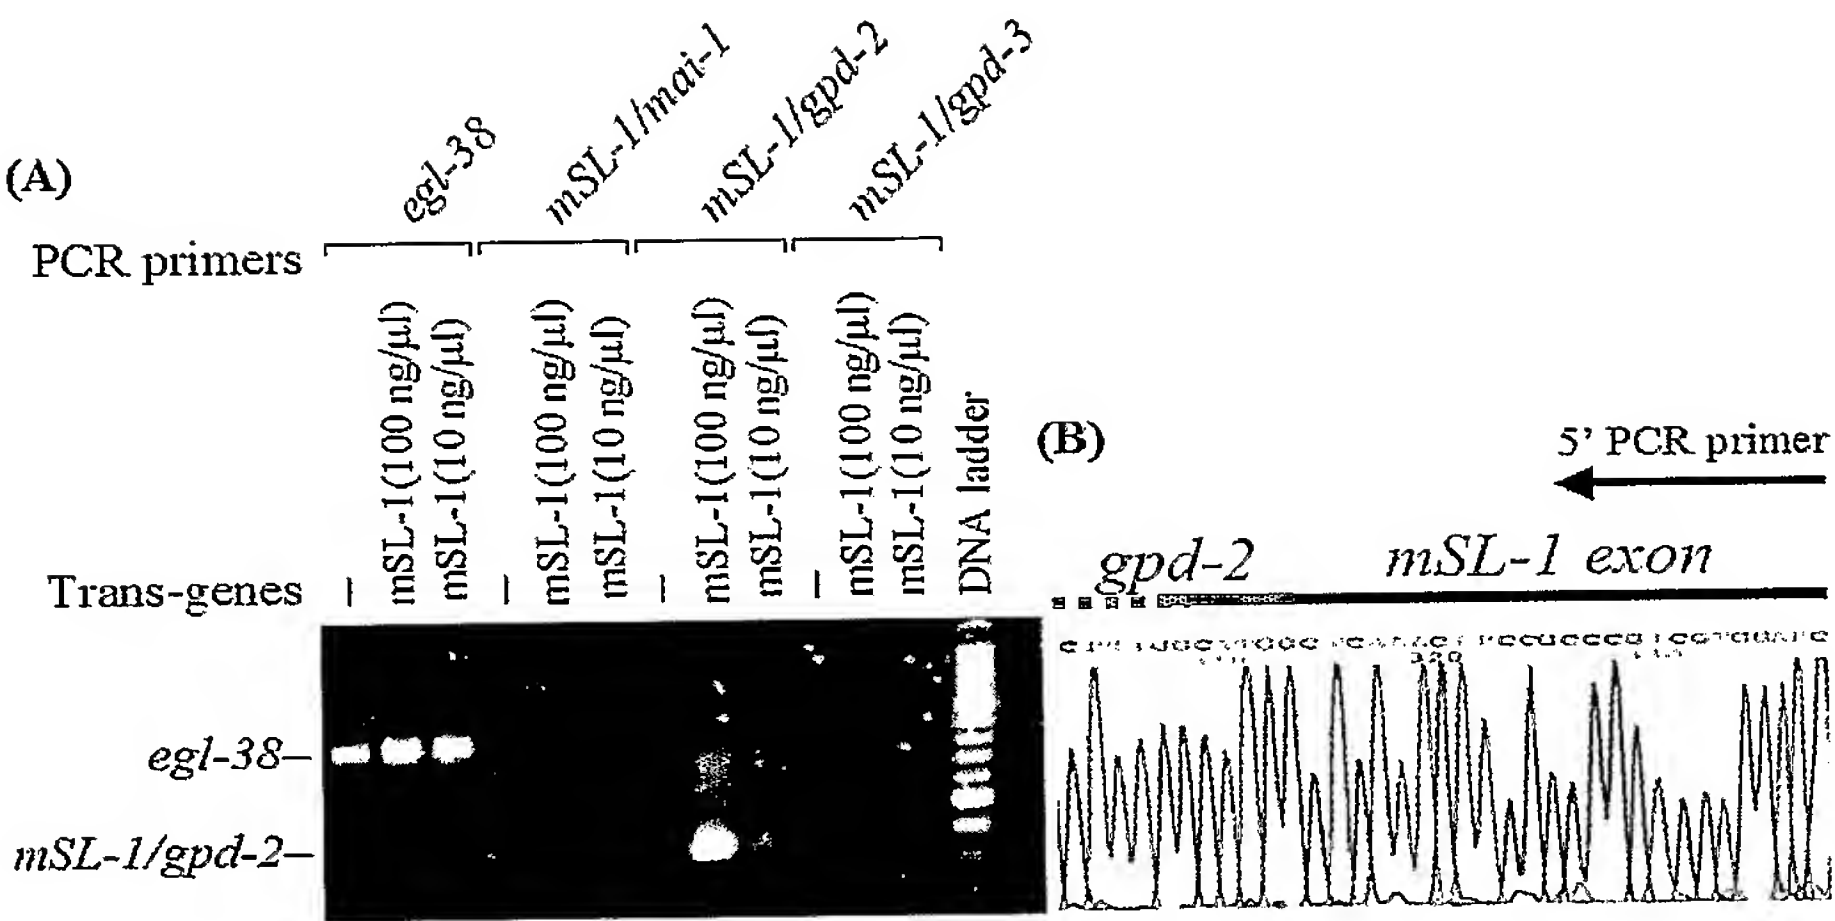 (A)
egl-38
mSL-1/mai-1
mSL-1/gpd-2
mSL-1/gpd-3
PCR primers
Trans-genes
–
mSL-1(100 ng/µl)
mSL-1(10 ng/µl)
–
mSL-1(100 ng/µl)
mSL-1(10 ng/µl)
–
mSL-1(100 ng/µl)
mSL-1(10 ng/µl)
–
mSL-1(100 ng/µl)
mSL-1(10 ng/µl)
DNA ladder
egl-38–
mSL-1/gpd-2–
(B)
5’ PCR primer
gpd-2
mSL-1 exon
320